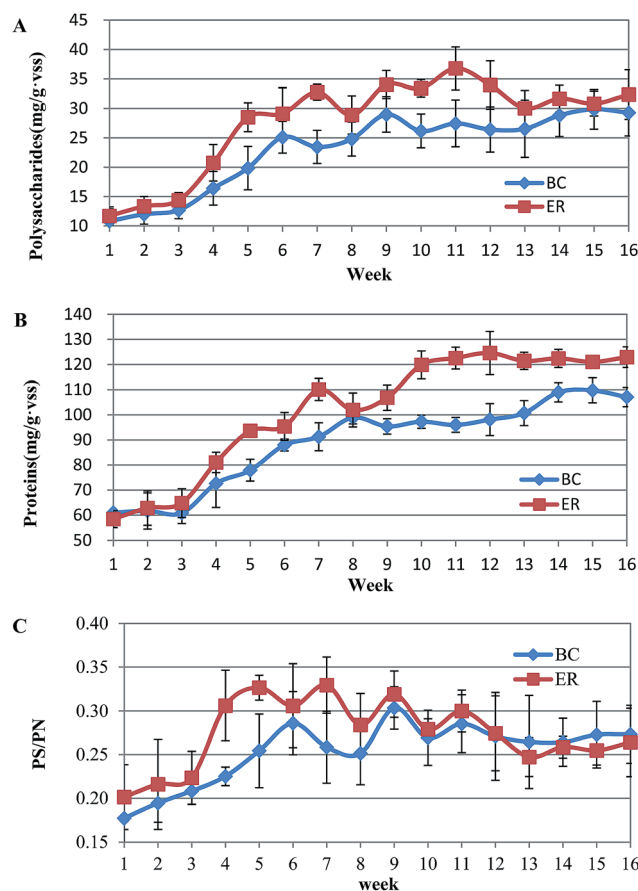 A
Polysaccharides(mg/g·vss)
45
40
35
30
25
20
15
10
BC
ER
1 2 3 4 5 6 7 8 9 10 11 12 13 14 15 16
Week
B
Proteins(mg/g·vss)
140
130
120
110
100
90
80
70
60
50
BC
ER
1 2 3 4 5 6 7 8 9 10 11 12 13 14 15 16
Week
C
PS/PN
0.40
0.35
0.30
0.25
0.20
0.15
BC
ER
1 2 3 4 5 6 7 8 9 10 11 12 13 14 15 16
week